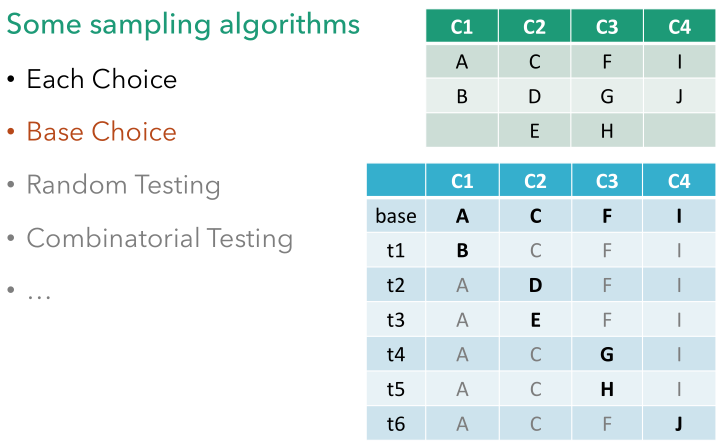 Some sampling algorithms
• Each Choice
• Base Choice
• Random Testing
• Combinatorial Testing
• ...
C1 C2 C3 C4
A C F I
B D G J
E H
C1 C2 C3 C4
base A C F I
t1 B C F I
t2 A D F I
t3 A E F I
t4 A C G I
t5 A C H I
t6 A C F J